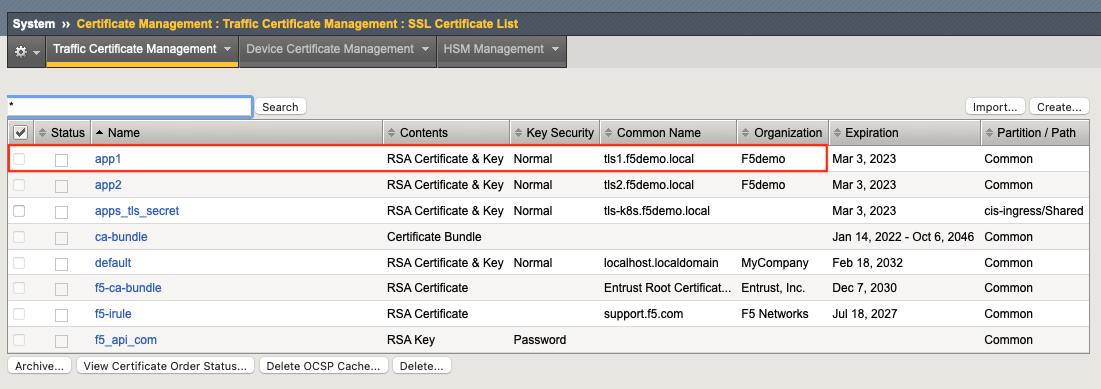 System ›› Certificate Management : Traffic Certificate Management : SSL Certificate List
Traffic Certificate Management Device Certificate Management HSM Management
* Search Import... Create...
Status Name Contents Key Security Common Name Organization Expiration Partition / Path
app1 RSA Certificate & Key Normal tls1.f5demo.local F5demo Mar 3, 2023 Common
app2 RSA Certificate & Key Normal tls2.f5demo.local F5demo Mar 3, 2023 Common
apps_tls_secret RSA Certificate & Key Normal tls-k8s.f5demo.local Mar 3, 2023 cis-ingress/Shared
ca-bundle Certificate Bundle Jan 14, 2022 - Oct 6, 2046 Common
default RSA Certificate & Key Normal localhost.localdomain MyCompany Feb 18, 2032 Common
f5-ca-bundle RSA Certificate Entrust Root Certificat... Entrust, Inc. Dec 7, 2030 Common
f5-irule RSA Certificate support.f5.com F5 Networks Jul 18, 2027 Common
f5_api_com RSA Key Password Common
Archive... View Certificate Order Status... Delete OCSP Cache... Delete...